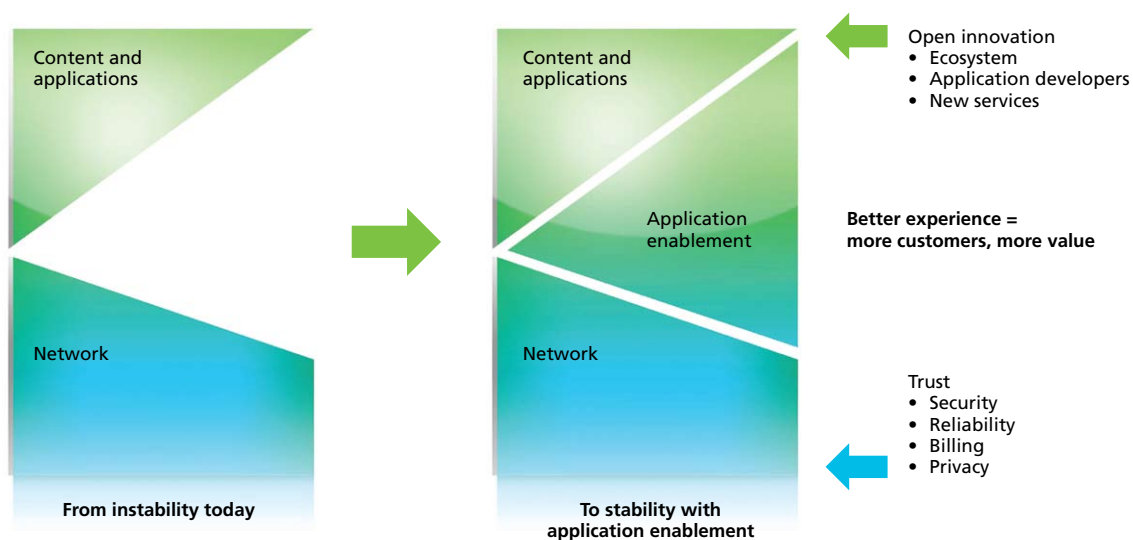 Content and
applications
Network
From instability today
Content and
applications
Application
enablement
Network
To stability with
application enablement
Open innovation
• Ecosystem
• Application developers
• New services
Better experience =
more customers, more value
Trust
• Security
• Reliability
• Billing
• Privacy